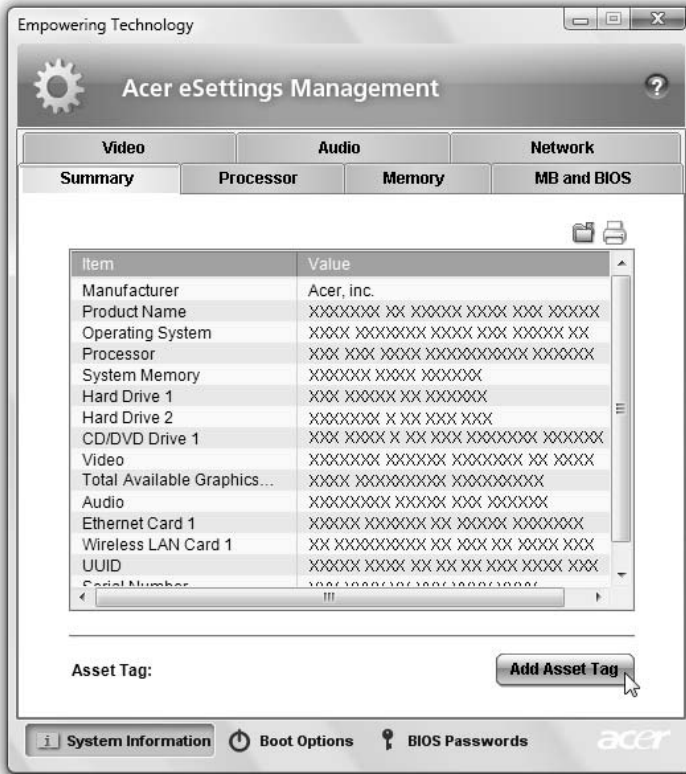 Empowering Technology
Acer eSettings Management
?
Video Audio Network
Summary Processor Memory MB and BIOS
Item Value
Manufacturer Acer, inc.
Product Name XXXXXXX XX XXXXX XXXX XXX XXXXX
Operating System XXXX XXXXXXX XXXX XXX XXXXX XX
Processor XXX XXX XXXX XXXXXXXXXX XXXXXX
System Memory XXXXXX XXXX XXXXXX
Hard Drive 1 XXX XXXXX XX XXXXXX
Hard Drive 2 XXXXXXX X XX XXX XXX
CD/DVD Drive 1 XXX XXXX X XX XXX XXXXXXX XXXXXX
Video XXXXXXX XXXXXX XXXXXXX XX XXXX
Total Available Graphics... XXXX XXXXXXXXX XXXXXXXXX
Audio XXXXXXXX XXXXX XXX XXXXXX
Ethernet Card 1 XXXXX XXXXXX XX XXXXX XXXXXXX
Wireless LAN Card 1 XX XXXXXXXXX XX XXX XX XXXX XXX
UUID XXXXX XXXX XX XX XX XXX XXXX XXX
Serial Number
Asset Tag: Add Asset Tag
i System Information Boot Options BIOS Passwords acer